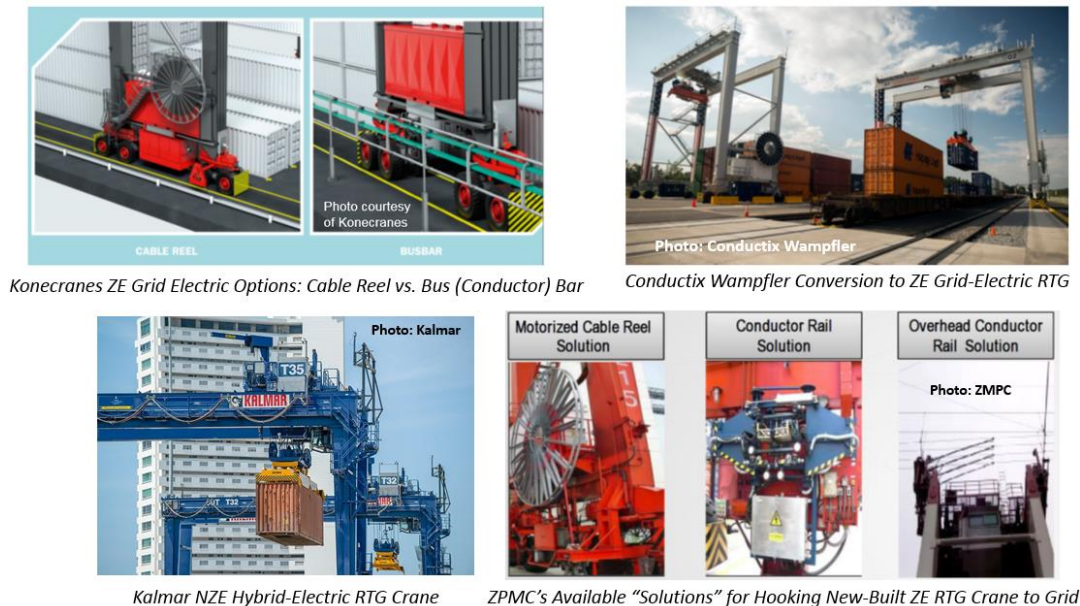 Photo courtesy
of Konecranes
CABLE REEL
BUSBAR
Photo: Conductix Wampfler
Konecranes ZE Grid Electric Options: Cable Reel vs. Bus (Conductor) Bar
Conductix Wampfler Conversion to ZE Grid-Electric RTG
Photo: Kalmar
T35
KALMAR
T32
Motorized Cable Reel
Solution
Conductor Rail
Solution
Overhead Conductor
Rail Solution
Photo: ZMPC
15
Kalmar NZE Hybrid-Electric RTG Crane
ZPMC's Available “Solutions” for Hooking New-Built ZE RTG Crane to Grid